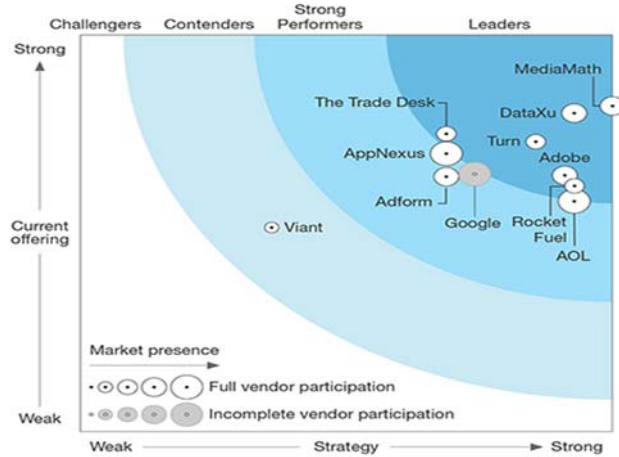 Challengers
Contenders
Strong
Performers
Leaders
Strong
MediaMath
The Trade Desk
DataXu
AppNexus
Turn
Adobe
Adform
Google
Rocket
Fuel
AOL
Viant
Current
offering
Market presence
Full vendor participation
Incomplete vendor participation
Weak
Weak
Strategy
Strong